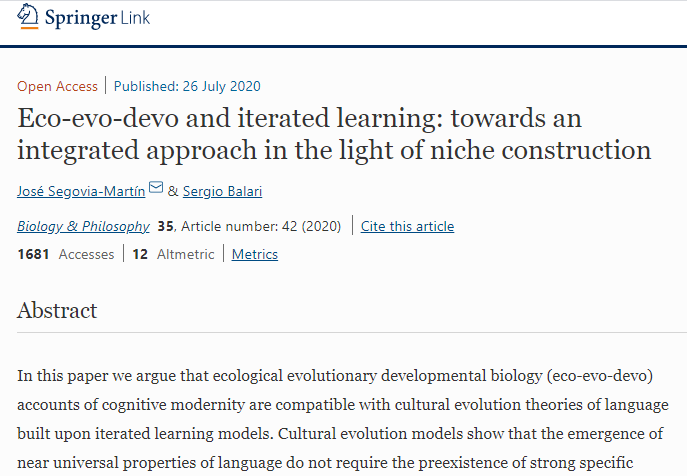 Springer Link
Open Access | Published: 26 July 2020
Eco-evo-devo and iterated learning: towards an
integrated approach in the light of niche construction
José Segovia-Martín & Sergio Balari
Biology & Philosophy 35, Article number: 42 (2020) | Cite this article
1681 Accesses | 12 Altmetric | Metrics
Abstract
In this paper we argue that ecological evolutionary developmental biology (eco-evo-devo)
accounts of cognitive modernity are compatible with cultural evolution theories of language
built upon iterated learning models. Cultural evolution models show that the emergence of
near universal properties of language do not require the preexistence of strong specific